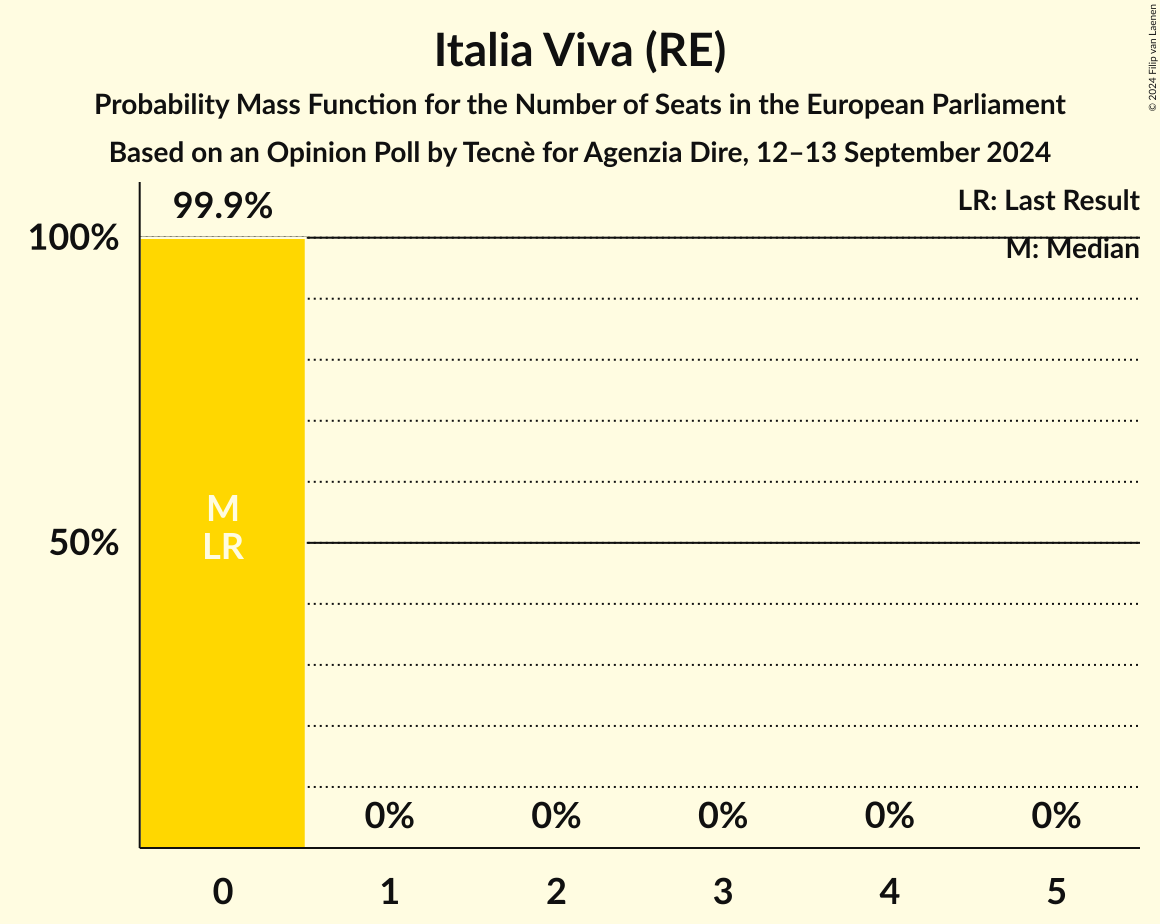 Italia Viva (RE)
Probability Mass Function for the Number of Seats in the European Parliament
Based on an Opinion Poll by Tecnè for Agenzia Dire, 12–13 September 2024
© 2024 Filip van Laenen
LR: Last Result
M: Median
99.9%
100%
50%
M
LR
0% 0% 0% 0% 0%
0 1 2 3 4 5